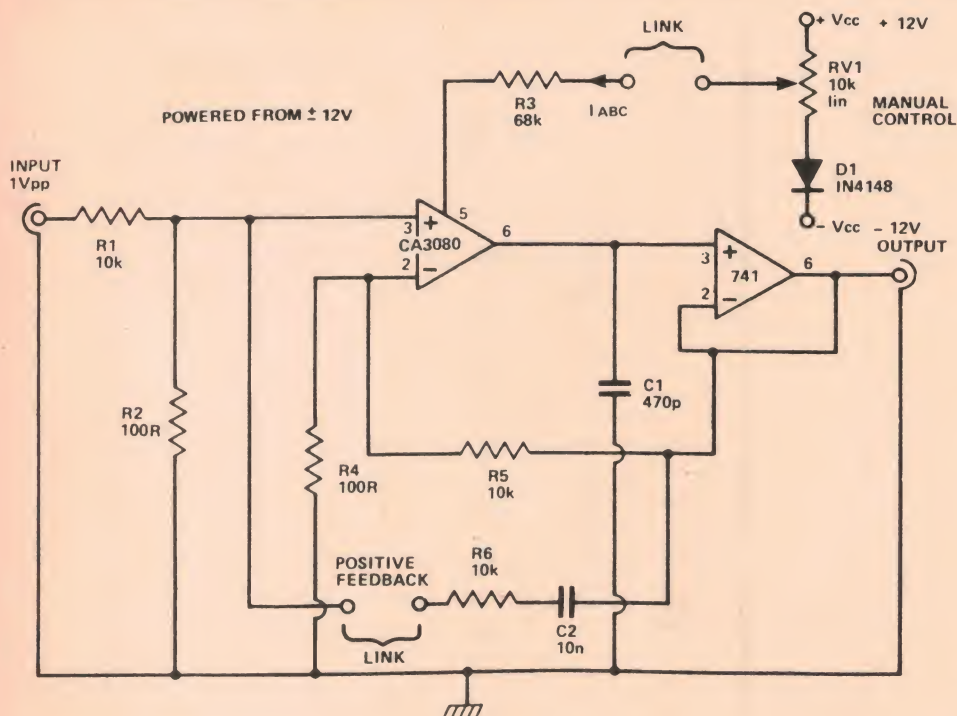 LINK
+ Vcc + 12V
RV1
10k
lin
MANUAL
CONTROL
R3
68k
I ABC
POWERED FROM ± 12V
D1
IN4148
INPUT
1Vpp
– Vcc – 12V
OUTPUT
R1
10k
3
+
5
CA3080
2
–
6
3
+
741
2
–
6
R2
100R
C1
470p
R4
100R
R5
10k
POSITIVE
FEEDBACK
R6
10k
C2
10n
LINK